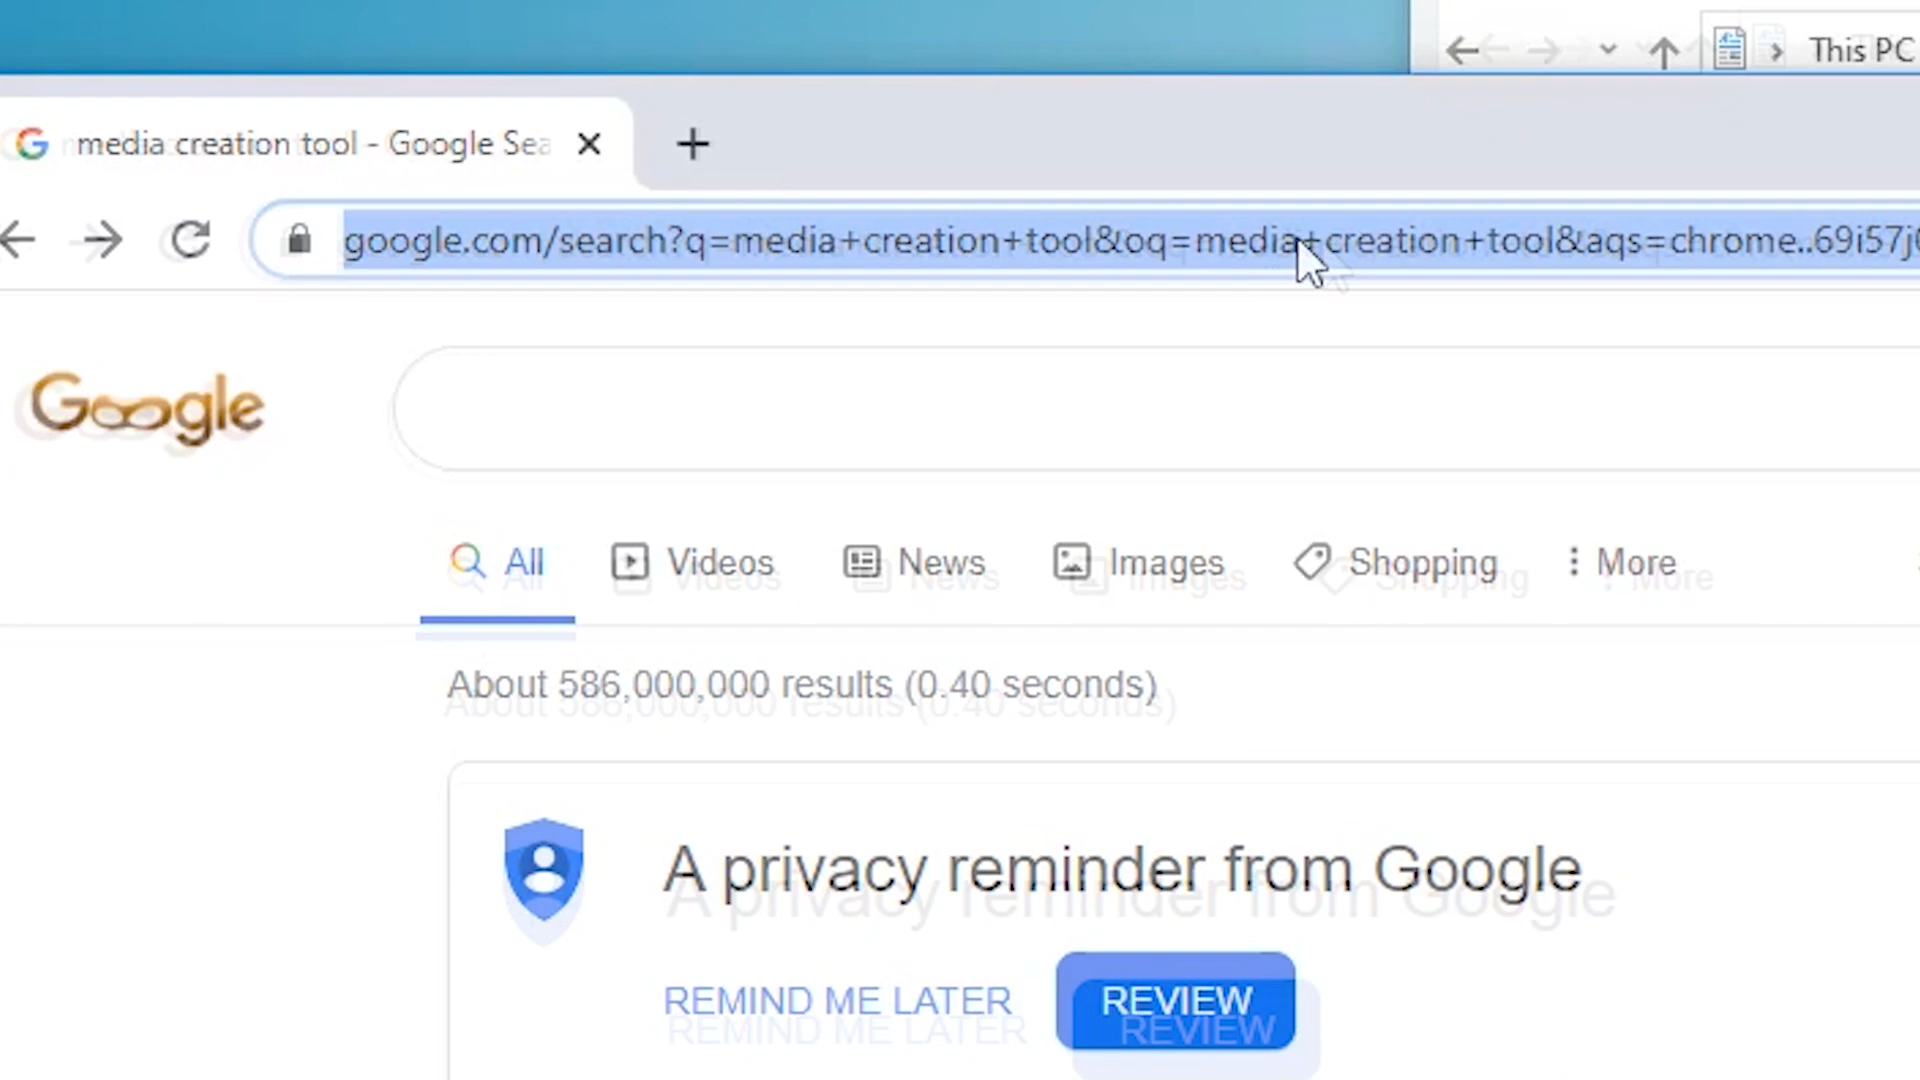 This PC
media creation tool - Google Sea
google.com/search?q=media+creation+tool&oq=media+creation+tool&aqs=chrome..69i57j
Google
All Videos News Images Shopping More
About 586,000,000 results (0.40 seconds)
A privacy reminder from Google
REMIND ME LATER REVIEW